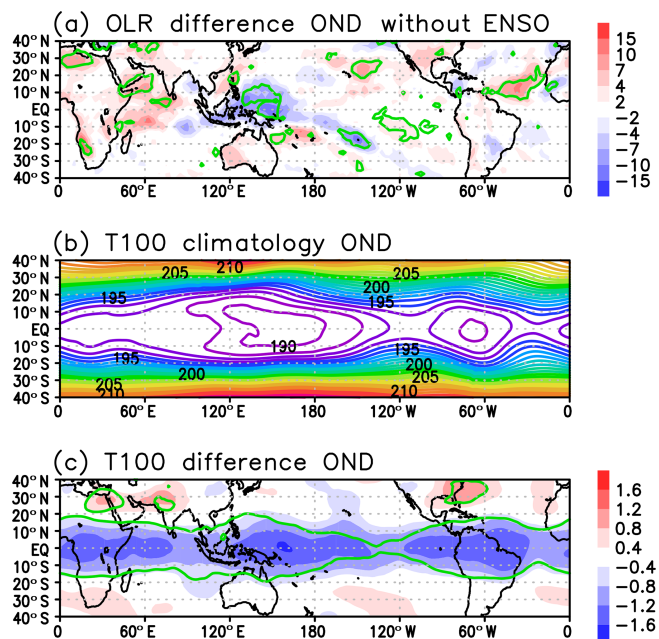 (a) OLR difference OND without ENSO
40°N
30°N
20°N
10°N
EQ
10°S
20°S
30°S
40°S
0 60°E 120°E 180 120°W 60°W 0
15
10
7
4
2
−2
−4
−7
−10
−15
(b) T100 climatology OND
40°N
30°N
20°N
10°N
EQ
10°S
20°S
30°S
40°S
205 210 205
195 200 195
190
195 195
200 200
205 205
210 210
0 60°E 120°E 180 120°W 60°W 0
(c) T100 difference OND
40°N
30°N
20°N
10°N
EQ
10°S
20°S
30°S
40°S
0 60°E 120°E 180 120°W 60°W 0
1.6
1.2
0.8
0.4
−0.4
−0.8
−1.2
−1.6